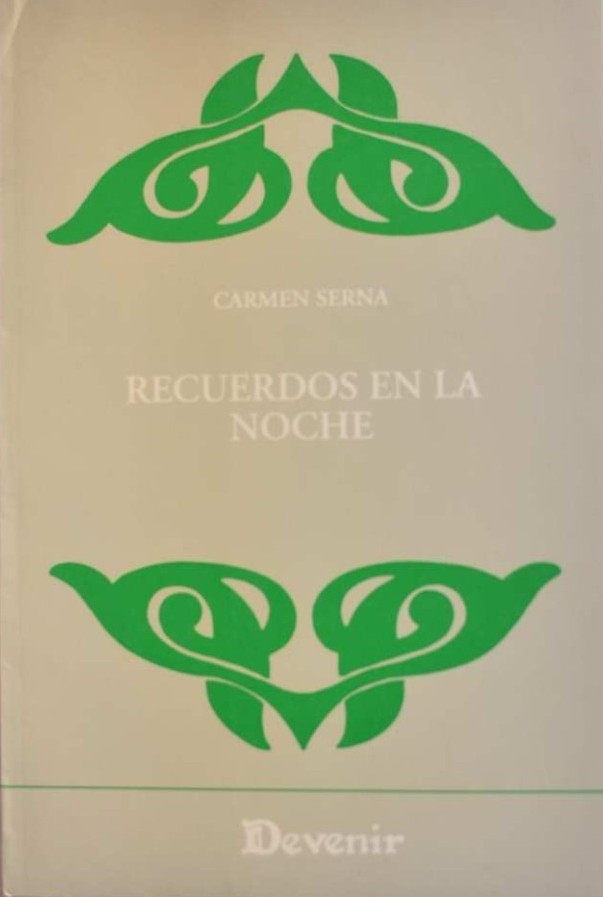 CARMEN SERNA
RECUERDOS EN LA
NOCHE
Devenir